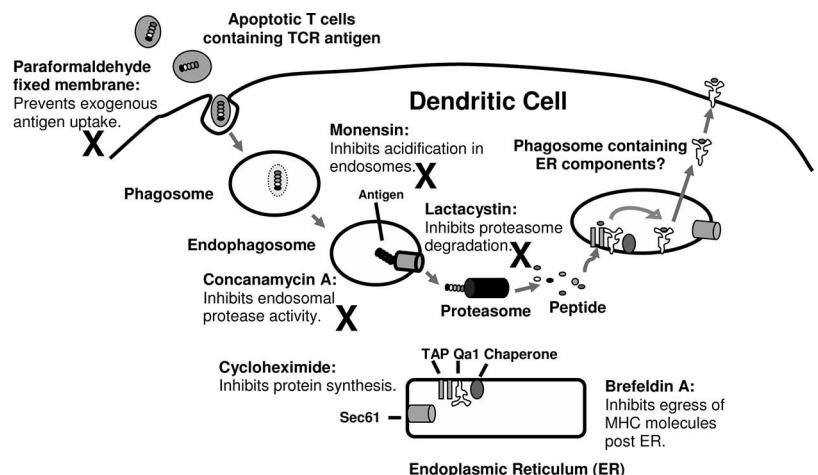 Apoptotic T cells
containing TCR antigen
Paraformaldehyde
fixed membrane:
Prevents exogenous
antigen uptake.
X
Dendritic Cell
Monensin:
Inhibits acidification in
endosomes.
X
Phagosome containing
ER components?
Phagosome
Antigen
Lactacystin:
Inhibits proteasome
degradation.
X
Endophagosome
Concanamycin A:
Inhibits endosomal
protease activity.
X
Proteasome
Peptide
TAP Qa1 Chaperone
Cycloheximide:
Inhibits protein synthesis.
Sec61
Brefeldin A:
Inhibits egress of
MHC molecules
post ER.
Endoplasmic Reticulum (ER)